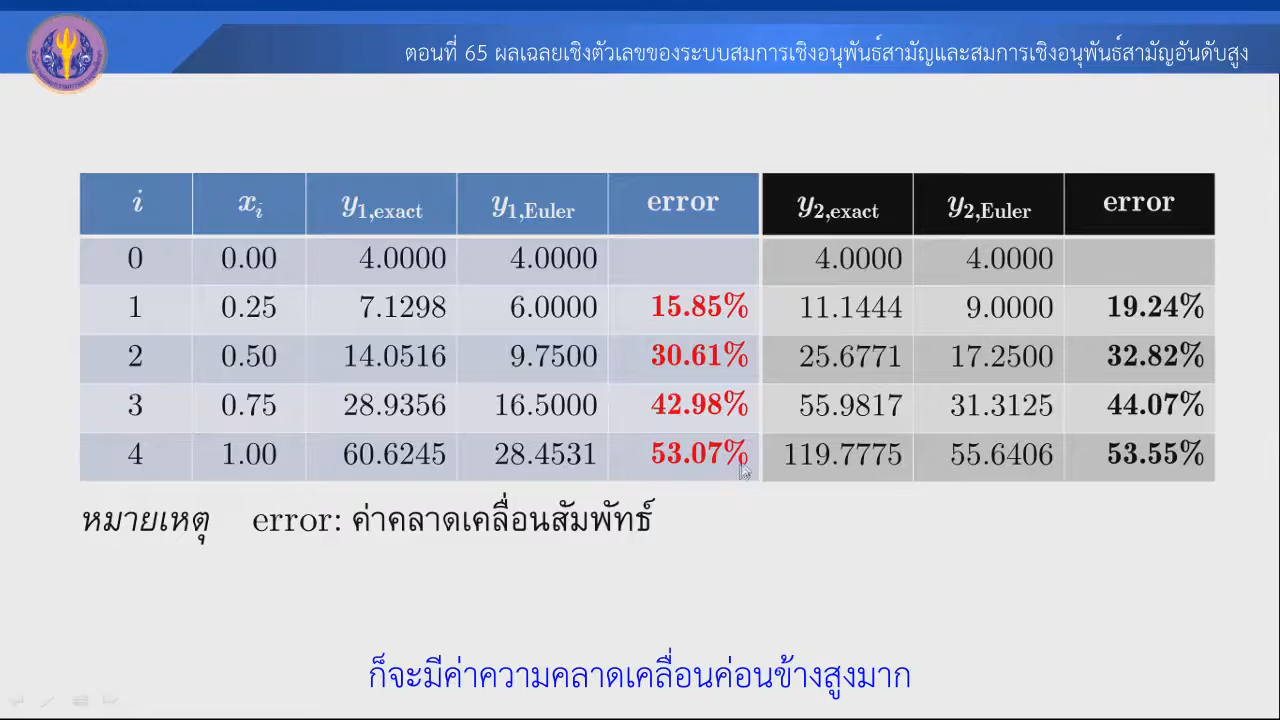 ตอนที่ 65 ผลเฉลยเชิงตัวเลขของระบบสมการเชิงอนุพันธ์สามัญและสมการเชิงอนุพันธ์สามัญอันดับสูง
i xᵢ y₁,exact y₁,Euler error y₂,exact y₂,Euler error
0 0.00 4.0000 4.0000 4.0000 4.0000
1 0.25 7.1298 6.0000 15.85% 11.1444 9.0000 19.24%
2 0.50 14.0516 9.7500 30.61% 25.6771 17.2500 32.82%
3 0.75 28.9356 16.5000 42.98% 55.9817 31.3125 44.07%
4 1.00 60.6245 28.4531 53.07% 119.7775 55.6406 53.55%
หมายเหตุ error: ค่าคลาดเคลื่อนสัมพัทธ์
ก็จะมีค่าความคลาดเคลื่อนค่อนข้างสูงมาก